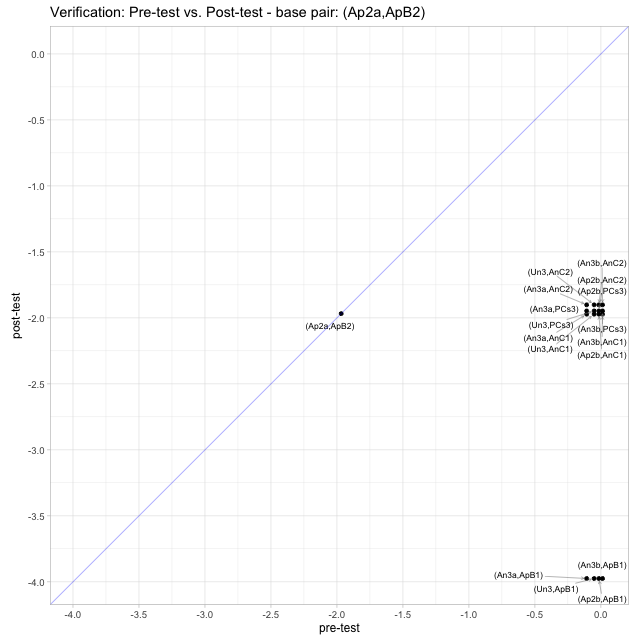 Verification: Pre-test vs. Post-test - base pair: (Ap2a,ApB2)
0.0
-0.5
-1.0
-1.5
(An3b,AnC2)
(Un3,AnC2)
(Ap2b,AnC2)
(An3a,AnC2)
(Ap2b,PCs3)
(An3a,PCs3)
-2.0
(Ap2a,ApB2)
(Un3,PCs3)
(An3b,PCs3)
(An3a,AnC1)
(An3b,AnC1)
(Un3,AnC1)
(Ap2b,AnC1)
post-test
-2.5
-3.0
-3.5
(An3b,ApB1)
(An3a,ApB1)
-4.0
(Un3,ApB1)
(Ap2b,ApB1)
-4.0 -3.5 -3.0 -2.5 -2.0 -1.5 -1.0 -0.5 0.0
pre-test